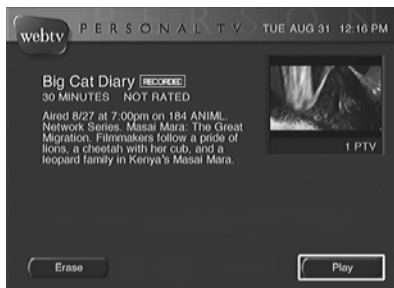 webtv PERSONAL TV TUE AUG 31 12:16 PM
Big Cat Diary RECORDED
30 MINUTES NOT RATED
Aired 8/27 at 7:00pm on 184 ANIML.
Network Series. Masai Mara: The Great
Migration. Filmmakers follow a pride of
lions, a cheetah with her cub, and a
leopard family in Kenya's Masai Mara.
1 PTV
Erase Play